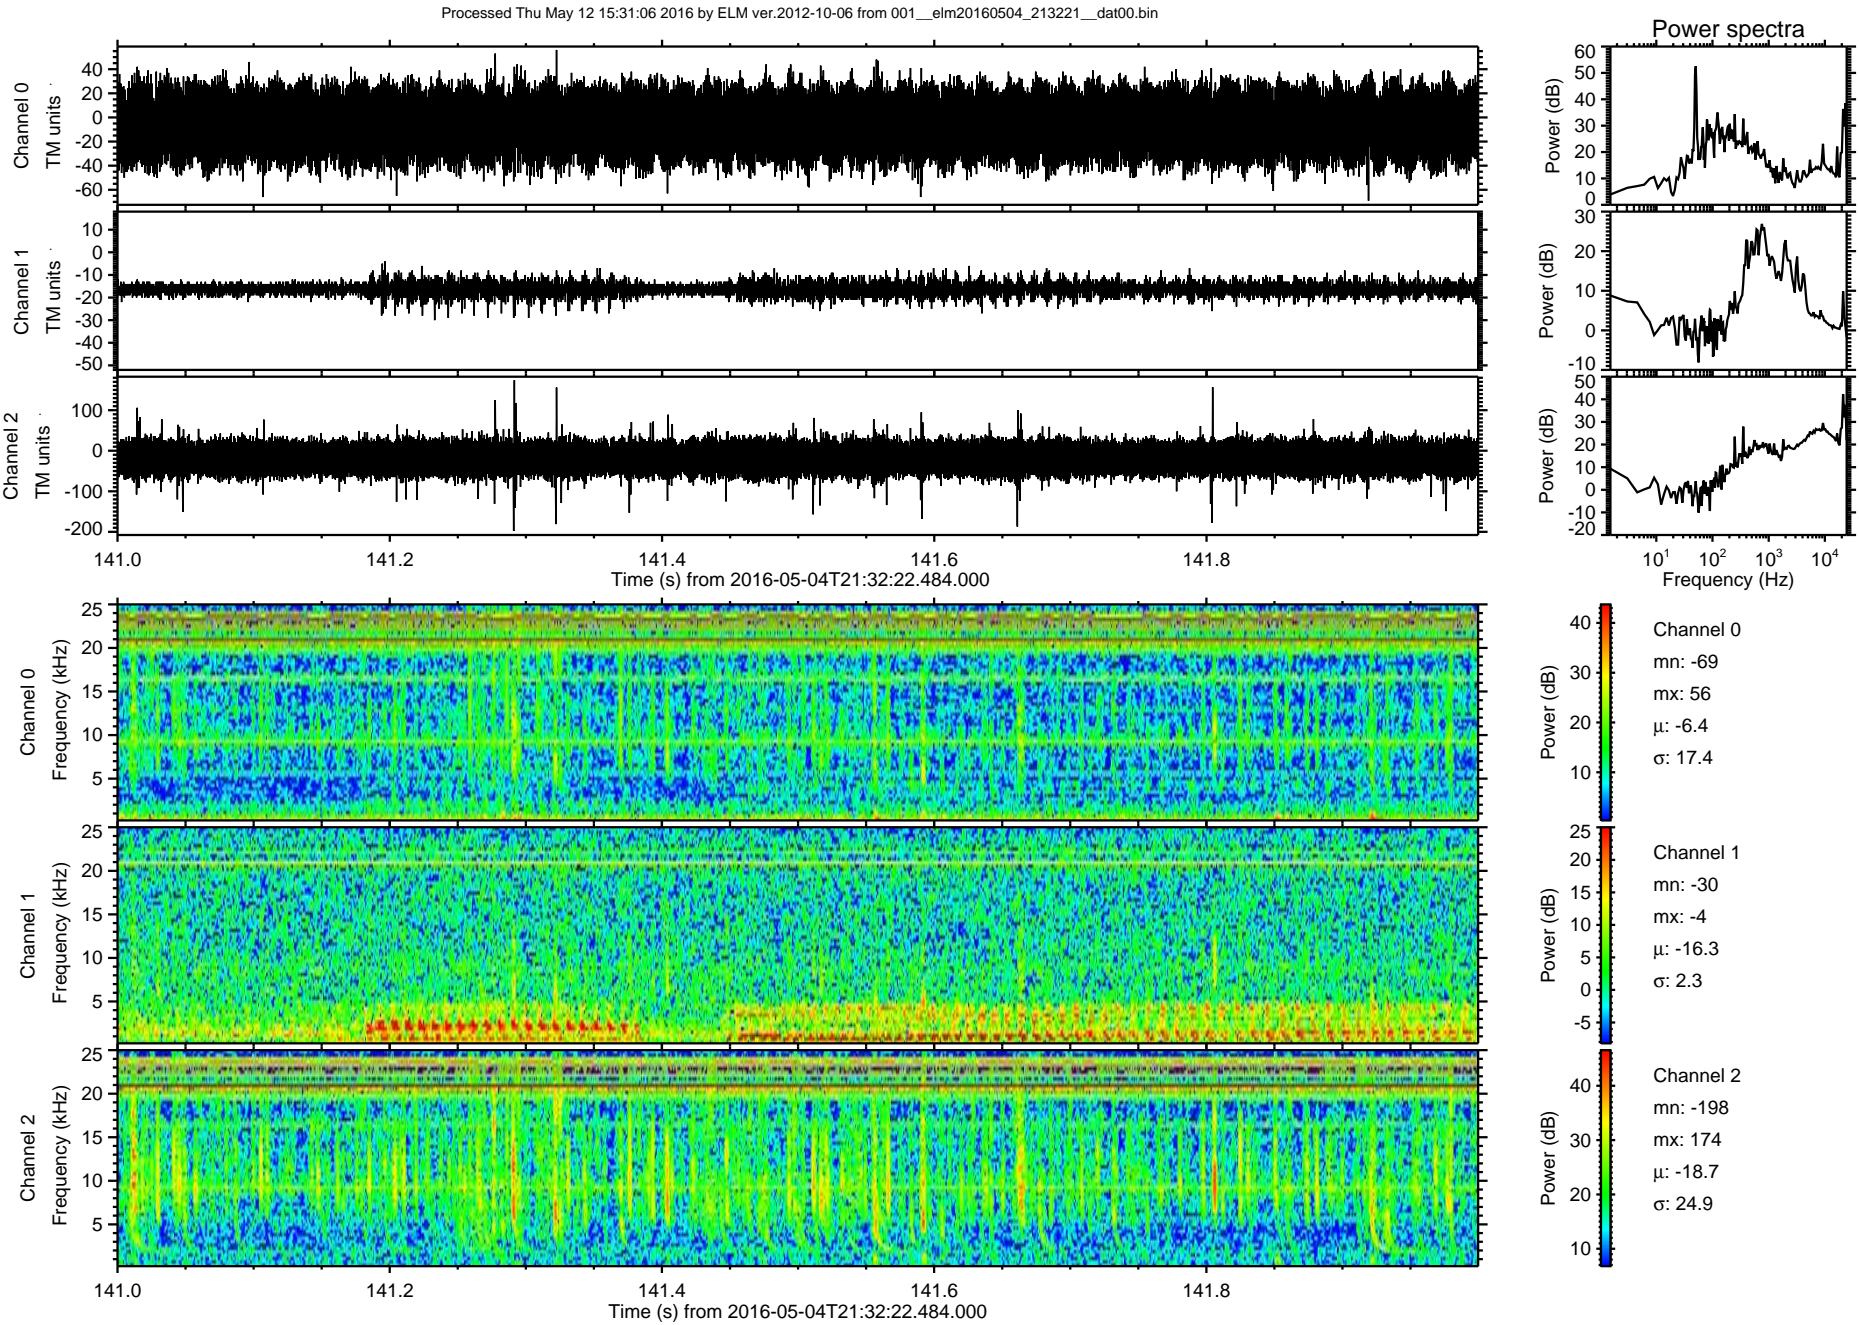 Processed Thu May 12 15:31:06 2016 by ELM ver.2012-10-06 from 001__elm20160504_213221__dat00.bin
Power spectra
Channel 0
TM units
40
20
0
-20
-40
-60
Power (dB)
60
50
40
30
20
10
0
Channel 1
TM units
10
0
-10
-20
-30
-40
-50
Power (dB)
30
20
10
0
-10
Channel 2
TM units
100
0
-100
-200
Power (dB)
50
40
30
20
10
0
-10
-20
141.0 141.2 141.4 141.6 141.8
Time (s) from 2016-05-04T21:32:22.484.000
10¹ 10² 10³ 10⁴
Frequency (Hz)
Channel 0
Frequency (kHz)
25
20
15
10
5
Power (dB)
40
30
20
10
Channel 0
mn: -69
mx: 56
μ: -6.4
σ: 17.4
Channel 1
Frequency (kHz)
25
20
15
10
5
Power (dB)
25
20
15
10
5
0
-5
Channel 1
mn: -30
mx: -4
μ: -16.3
σ: 2.3
Channel 2
Frequency (kHz)
25
20
15
10
5
Power (dB)
40
30
20
10
Channel 2
mn: -198
mx: 174
μ: -18.7
σ: 24.9
141.0 141.2 141.4 141.6 141.8
Time (s) from 2016-05-04T21:32:22.484.000